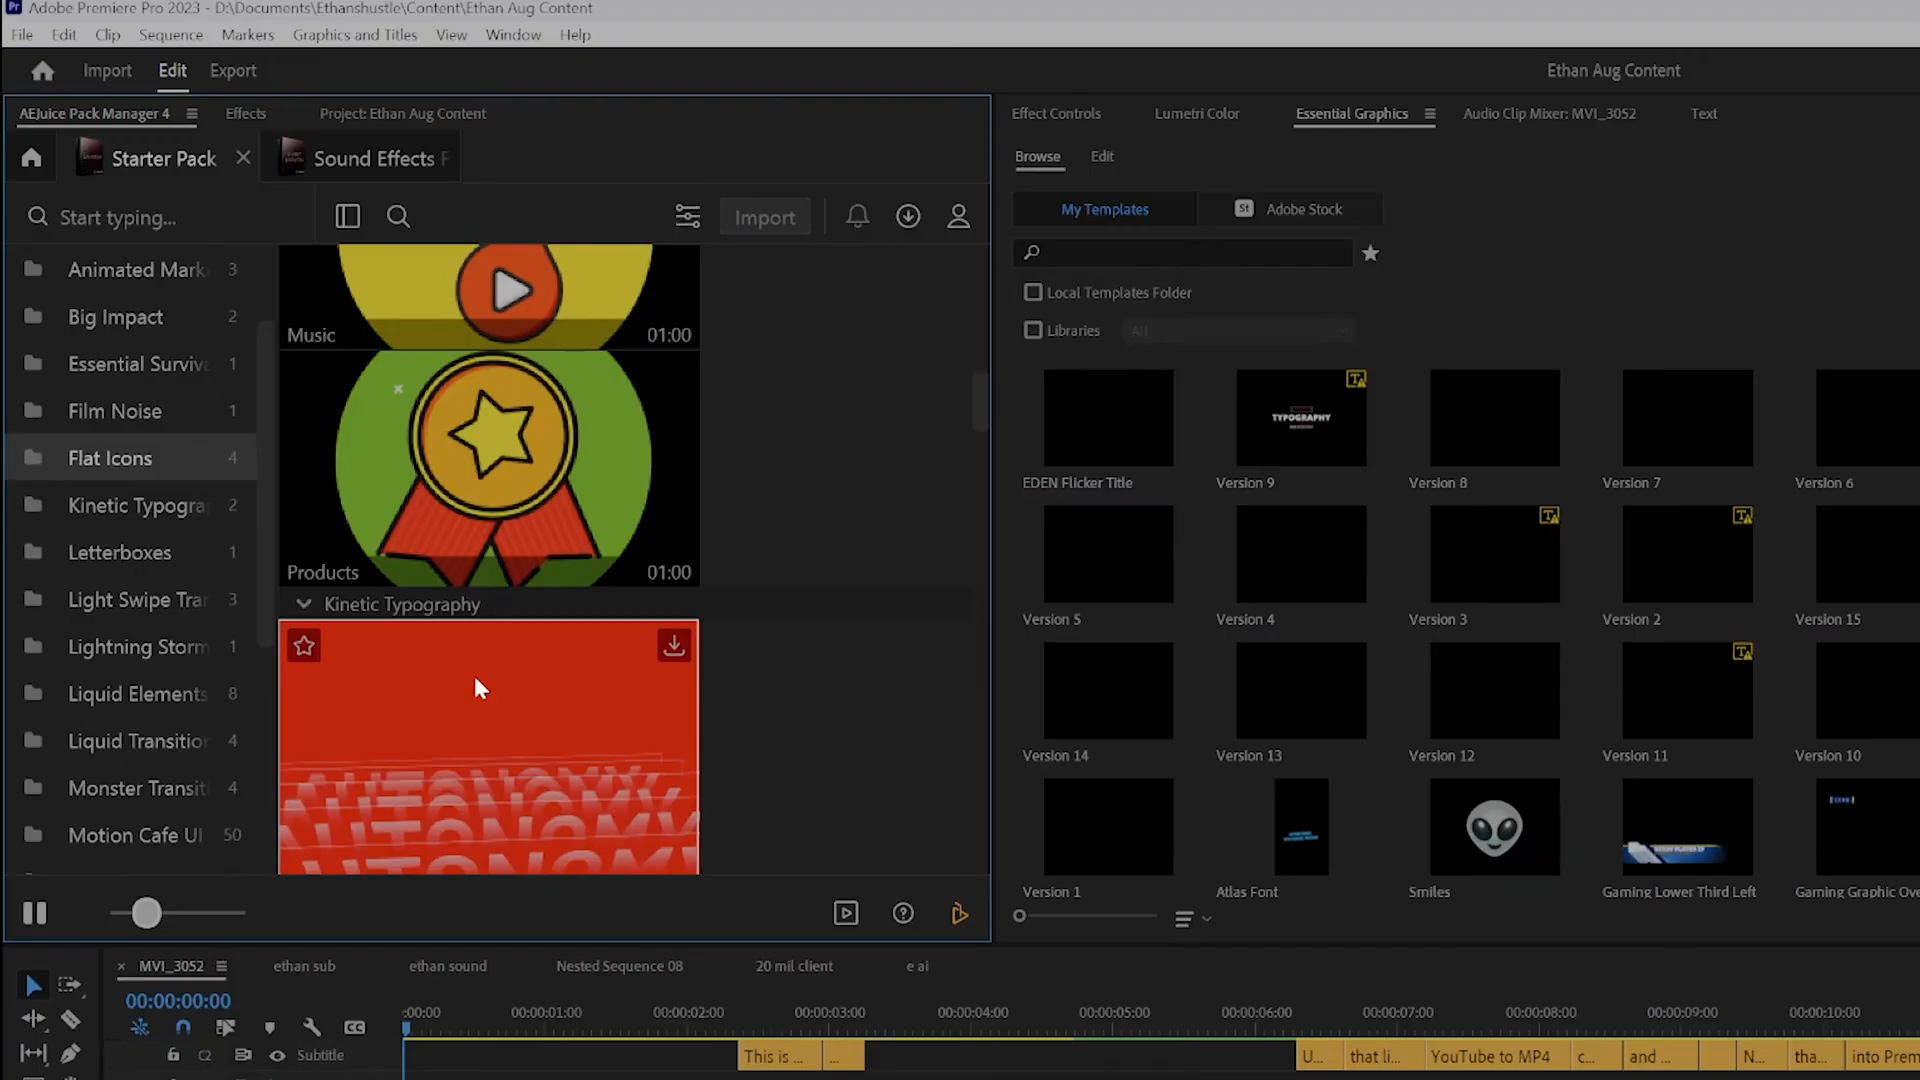 Adobe Premiere Pro 2023 - D:\Documents\Ethanshustle\Content\Ethan Aug Content
File Edit Clip Sequence Markers Graphics and Titles View Window Help
Import Edit Export
Ethan Aug Content
AEJuice Pack Manager 4
Effects
Project: Ethan Aug Content
Effect Controls
Lumetri Color
Essential Graphics
Audio Clip Mixer: MVI_3052
Text
Starter Pack
Sound Effects
Browse
Edit
Start typing...
Import
My Templates
St
Adobe Stock
Animated Mark 3
Big Impact 2
Essential Surviva 1
Film Noise 1
Flat Icons 4
Kinetic Typogra 2
Letterboxes 1
Light Swipe Tra 3
Lightning Storm 1
Liquid Elements 8
Liquid Transitio 4
Monster Transit 4
Motion Cafe UI 50
Music 01:00
Products 01:00
Kinetic Typography
AUTONOMY
AUTONOMY
AUTONOMY
Local Templates Folder
Libraries
All
TYPOGRAPHY
EDEN Flicker Title
Version 9
Version 8
Version 7
Version 6
Version 5
Version 4
Version 3
Version 2
Version 15
Version 14
Version 13
Version 12
Version 11
Version 10
Version 1
Atlas Font
Smiles
Gaming Lower Third Left
Gaming Graphic Ove
MVI_3052
ethan sub
ethan sound
Nested Sequence 08
20 mil client
e ai
00:00:00:00
:00:00
00:00:01:00
00:00:02:00
00:00:03:00
00:00:04:00
00:00:05:00
00:00:06:00
00:00:07:00
00:00:08:00
00:00:09:00
00:00:10:00
CC
C2
Subtitle
This is ...
...
U...
that li...
YouTube to MP4
c...
and ...
N...
tha...
into Prem